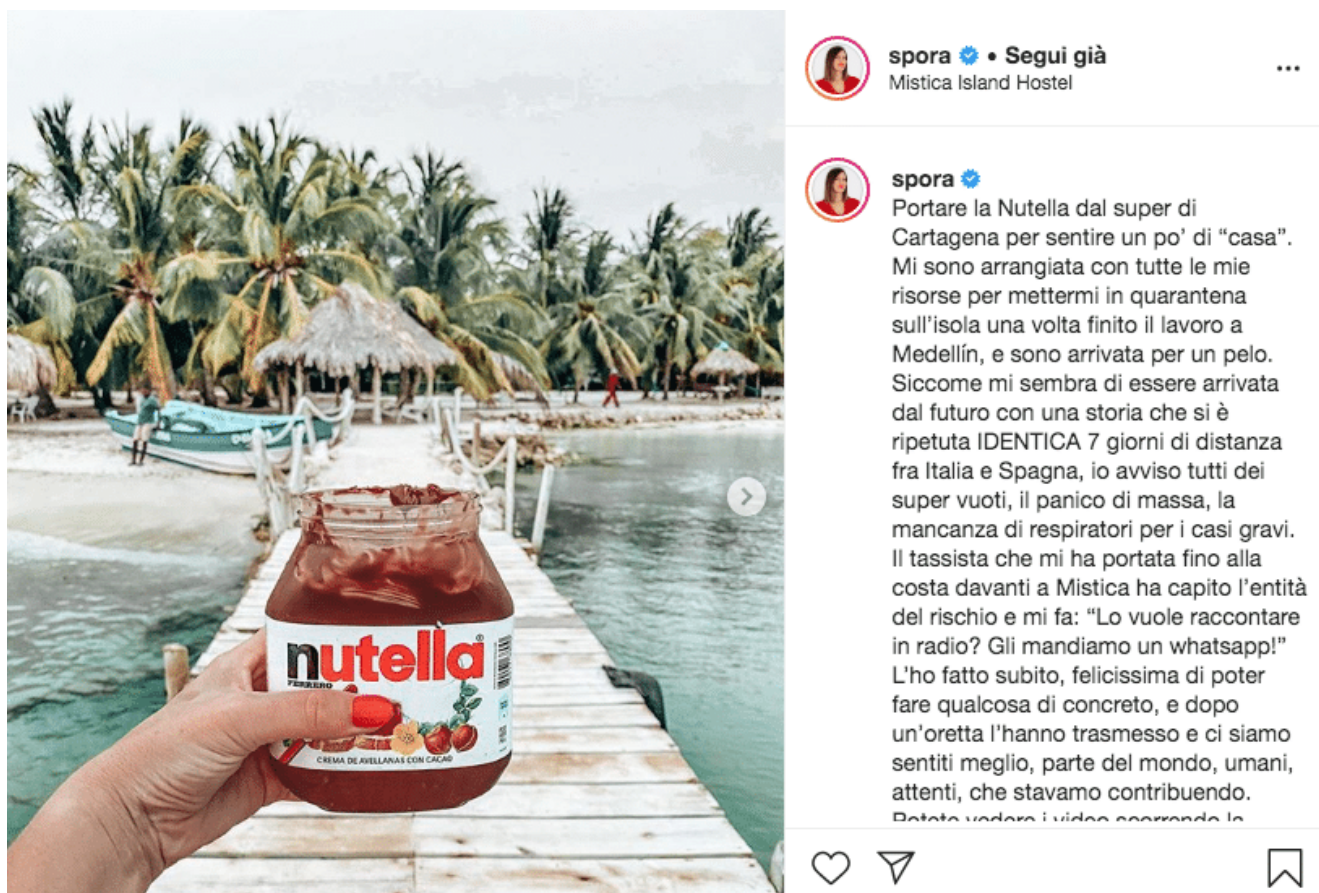 spora • Segui già
Mistica Island Hostel
spora
Portare la Nutella dal super di
Cartagena per sentire un po’ di “casa”.
Mi sono arrangiata con tutte le mie
risorse per mettermi in quarantena
sull’isola una volta finito il lavoro a
Medellín, e sono arrivata per un pelo.
Siccome mi sembra di essere arrivata
dal futuro con una storia che si è
ripetuta IDENTICA 7 giorni di distanza
fra Italia e Spagna, io avviso tutti dei
super vuoti, il panico di massa, la
mancanza di respiratori per i casi gravi.
Il tassista che mi ha portata fino alla
costa davanti a Mistica ha capito l’entità
del rischio e mi fa: “Lo vuole raccontare
in radio? Gli mandiamo un whatsapp!”
L’ho fatto subito, felicissima di poter
fare qualcosa di concreto, e dopo
un’oretta l’hanno trasmesso e ci siamo
sentiti meglio, parte del mondo, umani,
attenti, che stavamo contribuendo.
Potete vedere i video scorrendo la
nutella®
FERRERO
CREMA DE AVELLANAS CON CACAO